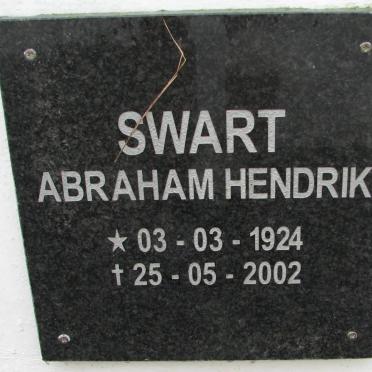 SWART
ABRAHAM HENDRIK
★ 03 - 03 - 1924
† 25 - 05 - 2002